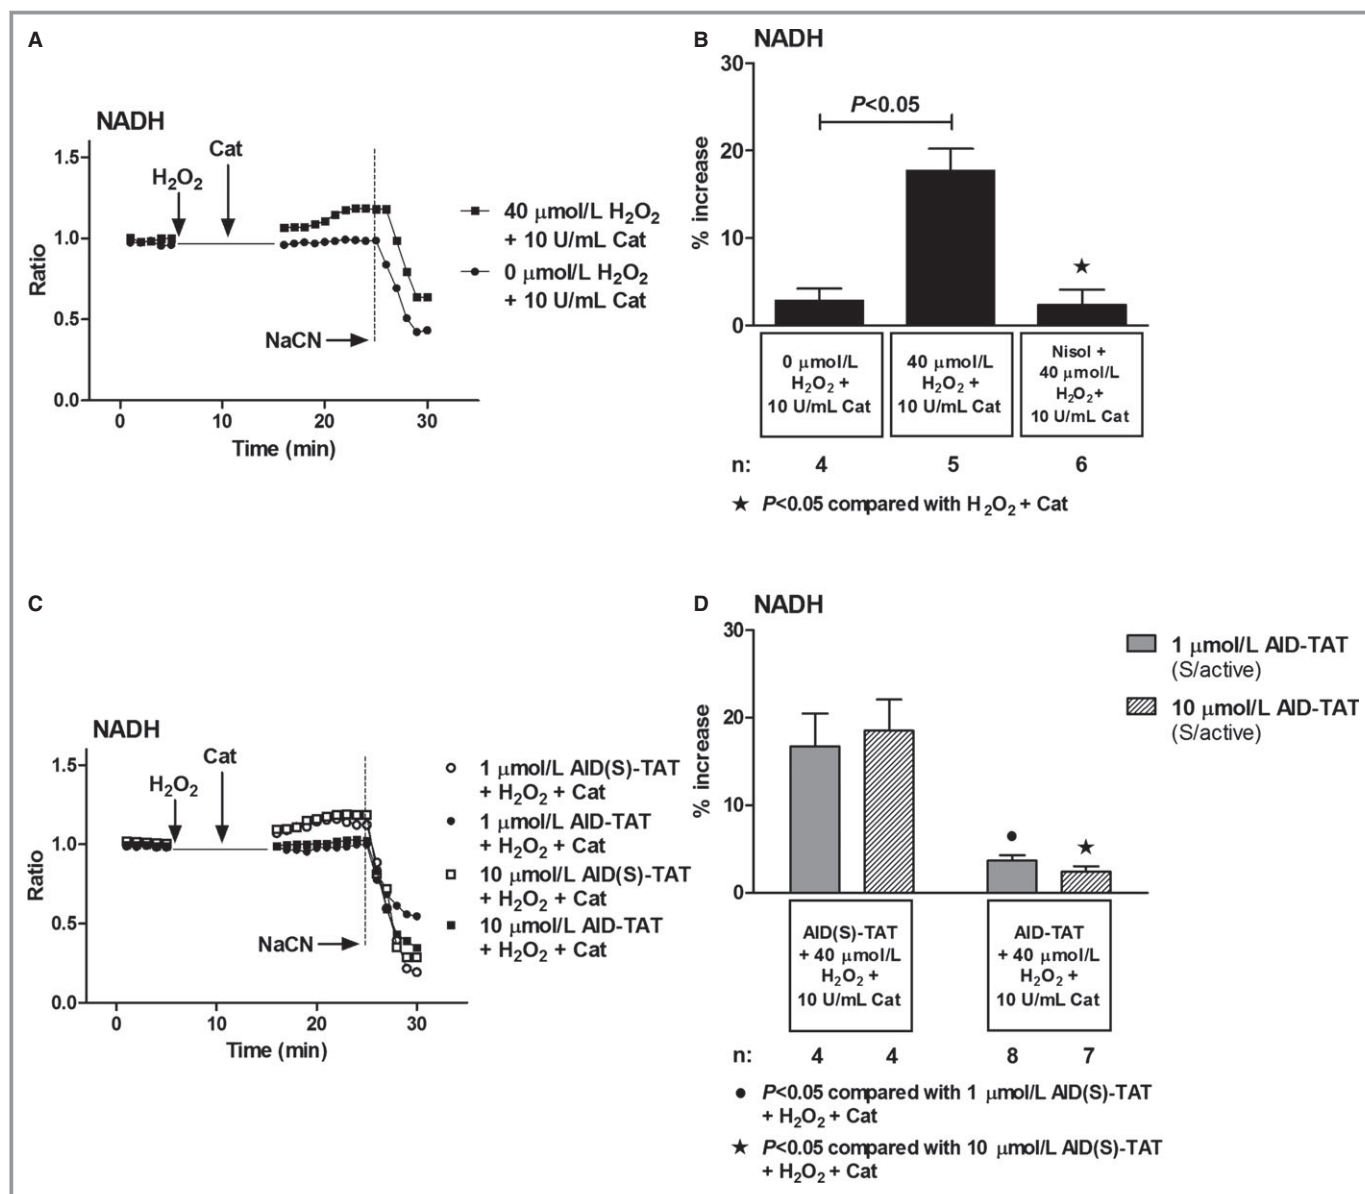 A
NADH
H2O2
Cat
1.5
1.0
0.5
0.0
Ratio
NaCN
0
10
20
30
Time (min)
40 μmol/L H2O2
+ 10 U/mL Cat
0 μmol/L H2O2
+ 10 U/mL Cat
B
NADH
30
20
10
0
% increase
P<0.05
★
0 μmol/L
H2O2 +
10 U/mL Cat
40 μmol/L
H2O2 +
10 U/mL Cat
Nisol +
40 μmol/L
H2O2+
10 U/mL Cat
n: 4 5 6
★ P<0.05 compared with H2O2 + Cat
C
NADH
H2O2
Cat
1.5
1.0
0.5
0.0
Ratio
NaCN
0
10
20
30
Time (min)
1 μmol/L AID(S)-TAT
+ H2O2 + Cat
1 μmol/L AID-TAT
+ H2O2 + Cat
10 μmol/L AID(S)-TAT
+ H2O2 + Cat
10 μmol/L AID-TAT
+ H2O2 + Cat
D
NADH
30
20
10
0
% increase
1 μmol/L AID-TAT
(S/active)
10 μmol/L AID-TAT
(S/active)
● ★
AID(S)-TAT
+ 40 μmol/L
H2O2 +
10 U/mL Cat
AID-TAT
+ 40 μmol/L
H2O2 +
10 U/mL Cat
n: 4 4 8 7
● P<0.05 compared with 1 μmol/L AID(S)-TAT
+ H2O2 + Cat
★ P<0.05 compared with 10 μmol/L AID(S)-TAT
+ H2O2 + Cat